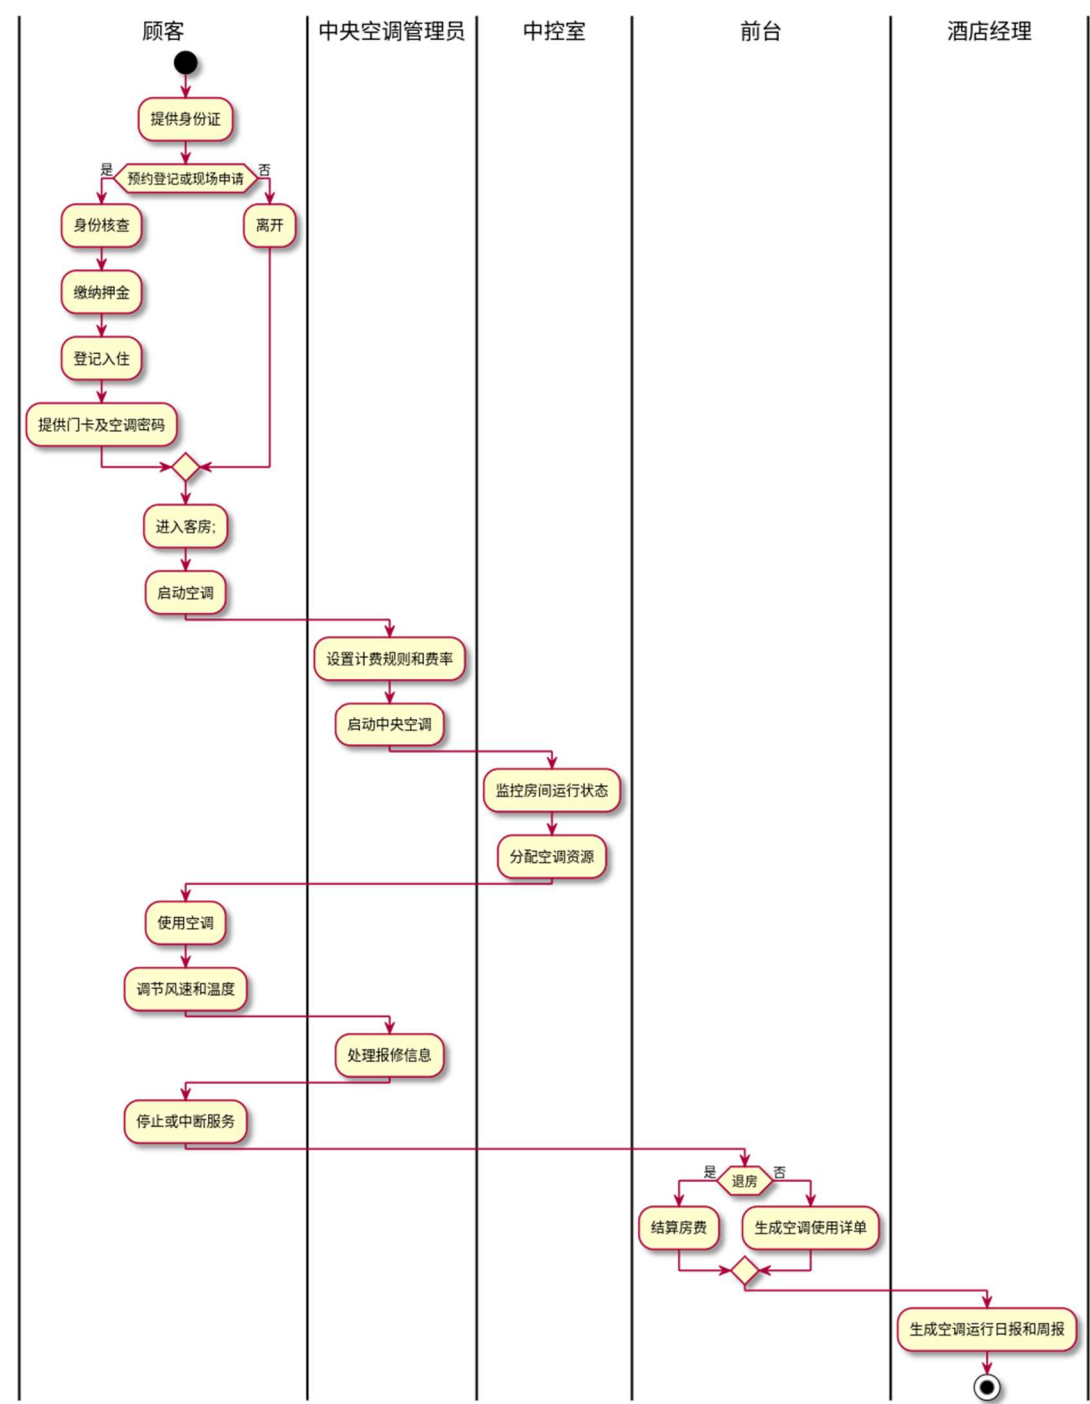 顾客
中央空调管理员
中控室
前台
酒店经理
提供身份证
是
预约登记或现场申请
否
身份核查
离开
缴纳押金
登记入住
提供门卡及空调密码
进入客房;
启动空调
设置计费规则和费率
启动中央空调
监控房间运行状态
分配空调资源
使用空调
调节风速和温度
处理报修信息
停止或中断服务
是
退房
否
结算房费
生成空调使用详单
生成空调运行日报和周报